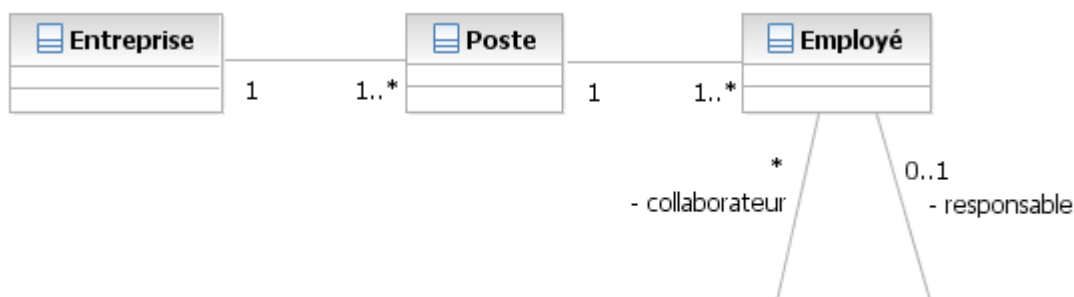 Entreprise
Poste
Employé
1
1..*
1
1..*
*
0..1
- collaborateur
- responsable